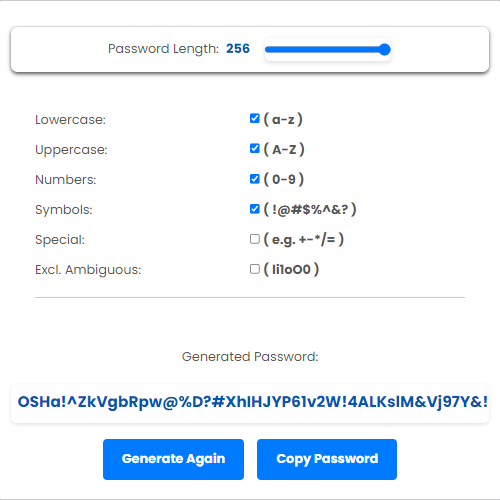 Password Length: 256
Lowercase: ( a-z )
Uppercase: ( A-Z )
Numbers: ( 0-9 )
Symbols: ( !@#$%^&? )
Special: ( e.g. +-*/= )
Excl. Ambiguous: ( li1oO0 )
Generated Password:
OSHa!^ZkVgbRpw@%D?#XhIHJYP61v2W!4ALKslM&Vj97Y&!
Generate Again Copy Password